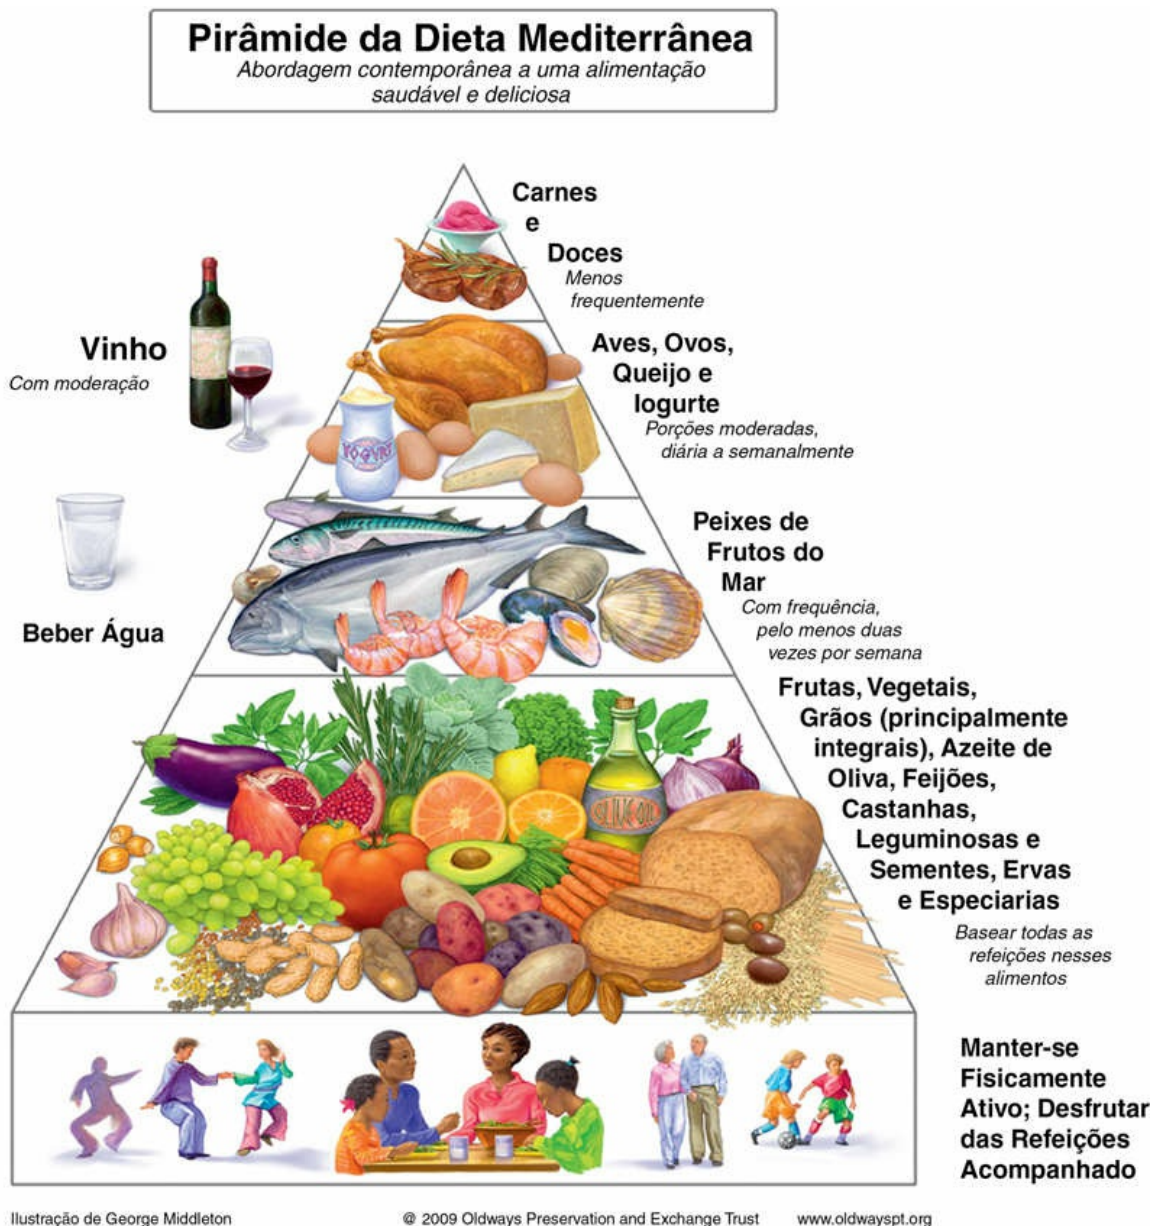 Pirâmide da Dieta Mediterrânea
Abordagem contemporânea a uma alimentação
saudável e deliciosa
Carnes
e
Doces
Menos
frequentemente
Vinho
Com moderação
Aves, Ovos,
Queijo e
Iogurte
Porções moderadas,
diária a semanalmente
YOGURT
Beber Água
Peixes de
Frutos do
Mar
Com frequência,
pelo menos duas
vezes por semana
Frutas, Vegetais,
Grãos (principalmente
integrais), Azeite de
Oliva, Feijões,
Castanhas,
Leguminosas e
Sementes, Ervas
e Especiarias
Basear todas as
refeições nesses
alimentos
OLIVE OIL
Manter-se
Fisicamente
Ativo; Desfrutar
das Refeições
Acompanhado
Ilustração de George Middleton
@ 2009 Oldways Preservation and Exchange Trust
www.oldwayspt.org